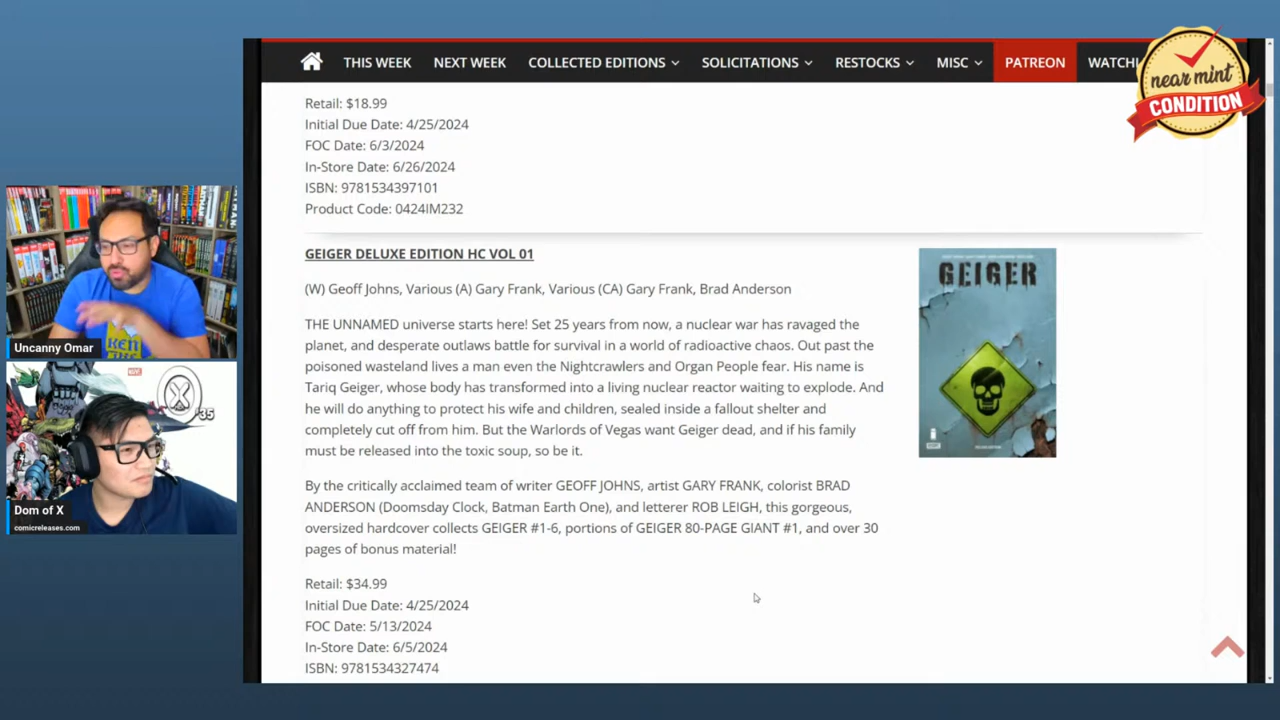 THIS WEEK NEXT WEEK COLLECTED EDITIONS SOLICITATIONS RESTOCKS MISC PATREON
near mint
CONDITION
Retail: $18.99
Initial Due Date: 4/25/2024
FOC Date: 6/3/2024
In-Store Date: 6/26/2024
ISBN: 9781534397101
Product Code: 0424IM232
GEIGER DELUXE EDITION HC VOL 01
(W) Geoff Johns, Various (A) Gary Frank, Various (CA) Gary Frank, Brad Anderson
THE UNNAMED universe starts here! Set 25 years from now, a nuclear war has ravaged the
planet, and desperate outlaws battle for survival in a world of radioactive chaos. Out past the
poisoned wasteland lives a man even the Nightcrawlers and Organ People fear. His name is
Tariq Geiger, whose body has transformed into a living nuclear reactor waiting to explode. And
he will do anything to protect his wife and children, sealed inside a fallout shelter and
completely cut off from him. But the Warlords of Vegas want Geiger dead, and if his family
must be released into the toxic soup, so be it.
By the critically acclaimed team of writer GEOFF JOHNS, artist GARY FRANK, colorist BRAD
ANDERSON (Doomsday Clock, Batman Earth One), and letterer ROB LEIGH, this gorgeous,
oversized hardcover collects GEIGER #1-6, portions of GEIGER 80-PAGE GIANT #1, and over 30
pages of bonus material!
Retail: $34.99
Initial Due Date: 4/25/2024
FOC Date: 5/13/2024
In-Store Date: 6/5/2024
ISBN: 9781534327474
GEIGER
Uncanny Omar
Dom of X
comicreleases.com